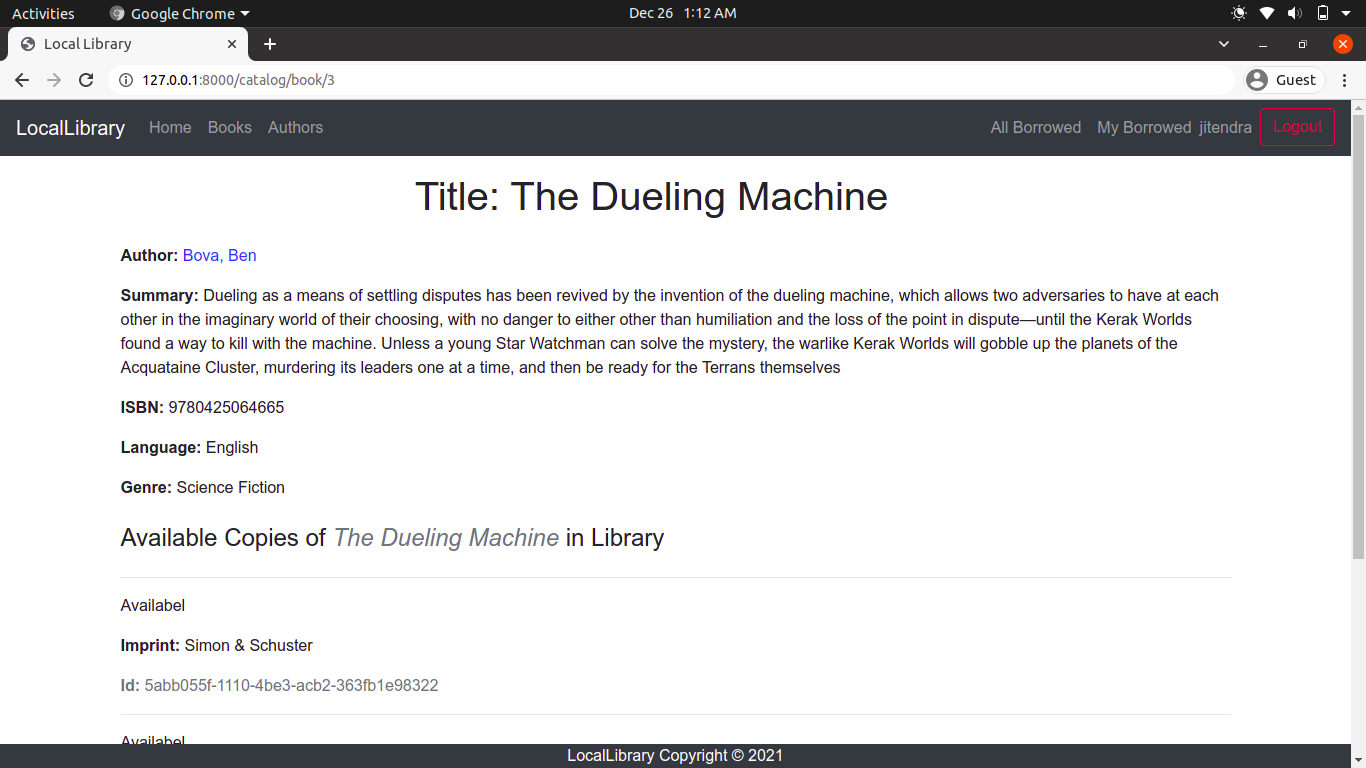 Activities Google Chrome Dec 26 1:12 AM
Local Library
127.0.0.1:8000/catalog/book/3 Guest
LocalLibrary Home Books Authors All Borrowed My Borrowed jitendra Logout
Title: The Dueling Machine
Author: Bova, Ben
Summary: Dueling as a means of settling disputes has been revived by the invention of the dueling machine, which allows two adversaries to have at each
other in the imaginary world of their choosing, with no danger to either other than humiliation and the loss of the point in dispute—until the Kerak Worlds
found a way to kill with the machine. Unless a young Star Watchman can solve the mystery, the warlike Kerak Worlds will gobble up the planets of the
Acquataine Cluster, murdering its leaders one at a time, and then be ready for the Terrans themselves
ISBN: 9780425064665
Language: English
Genre: Science Fiction
Available Copies of The Dueling Machine in Library
Availabel
Imprint: Simon & Schuster
Id: 5abb055f-1110-4be3-acb2-363fb1e98322
Availabel
LocalLibrary Copyright © 2021